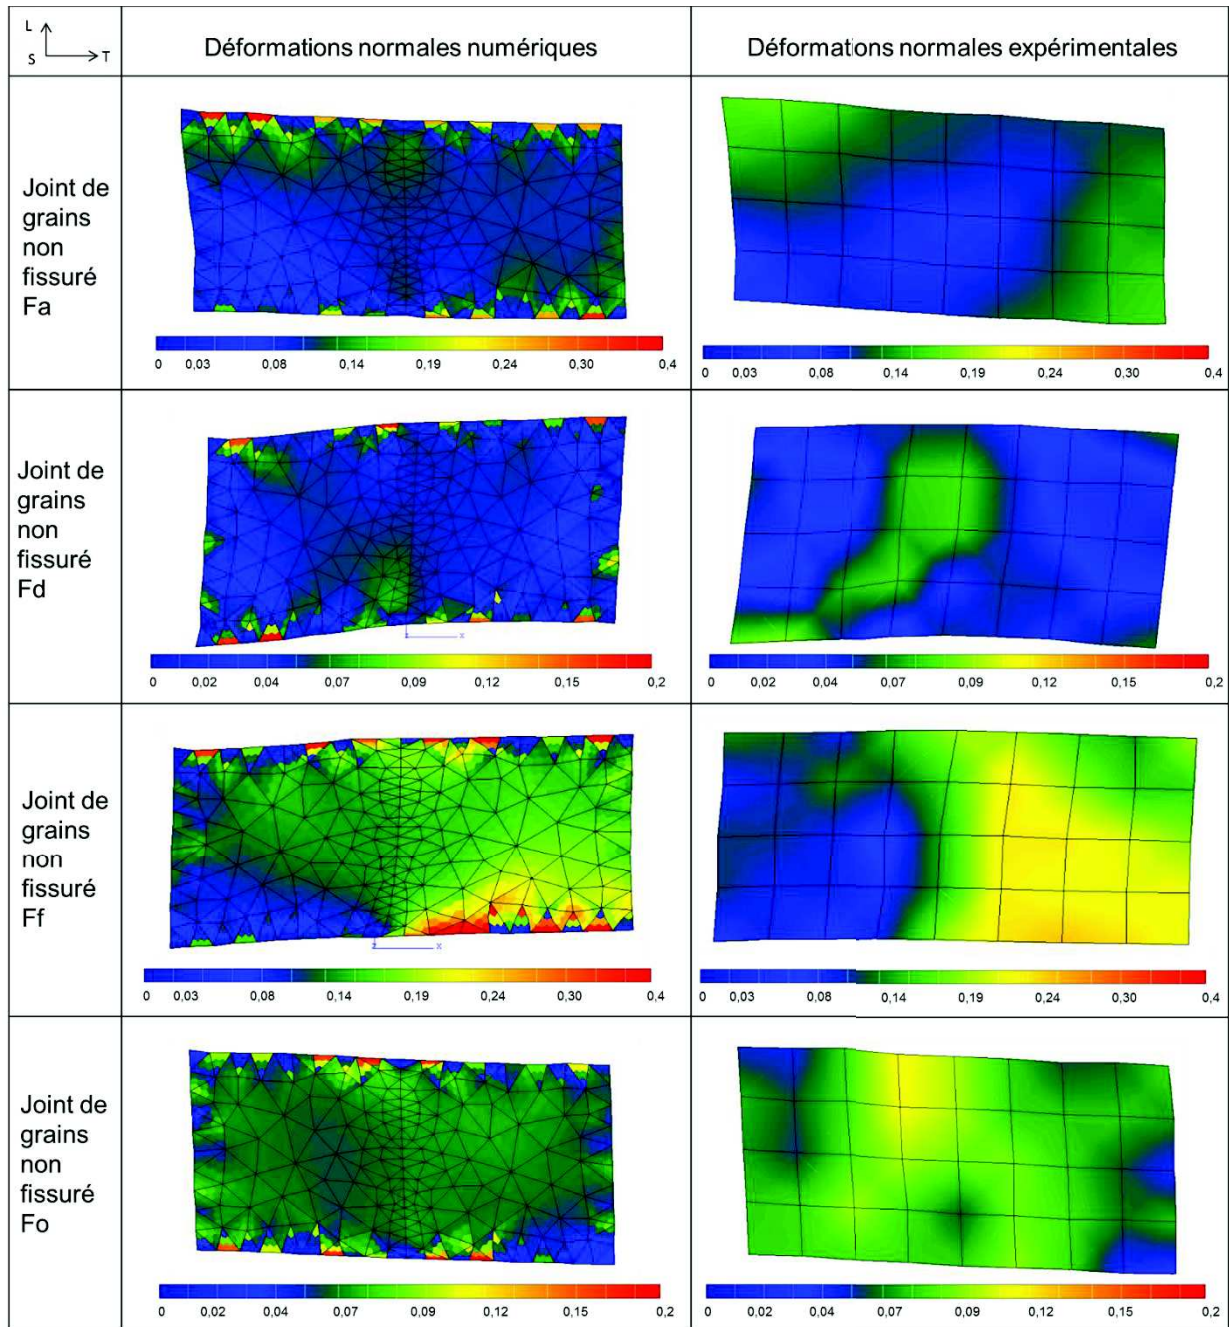 L
S T
Déformations normales numériques
Déformations normales expérimentales
Joint de
grains
non
fissuré
Fa
0 0,03 0,08 0,14 0,19 0,24 0,30 0,4
0 0,03 0,08 0,14 0,19 0,24 0,30 0,4
Joint de
grains
non
fissuré
Fd
z x
0 0,02 0,04 0,07 0,09 0,12 0,15 0,2
0 0,02 0,04 0,07 0,09 0,12 0,15 0,2
Joint de
grains
non
fissuré
Ff
z x
0 0,03 0,08 0,14 0,19 0,24 0,30 0,4
0 0,03 0,08 0,14 0,19 0,24 0,30 0,4
Joint de
grains
non
fissuré
Fo
0 0,02 0,04 0,07 0,09 0,12 0,15 0,2
0 0,02 0,04 0,07 0,09 0,12 0,15 0,2